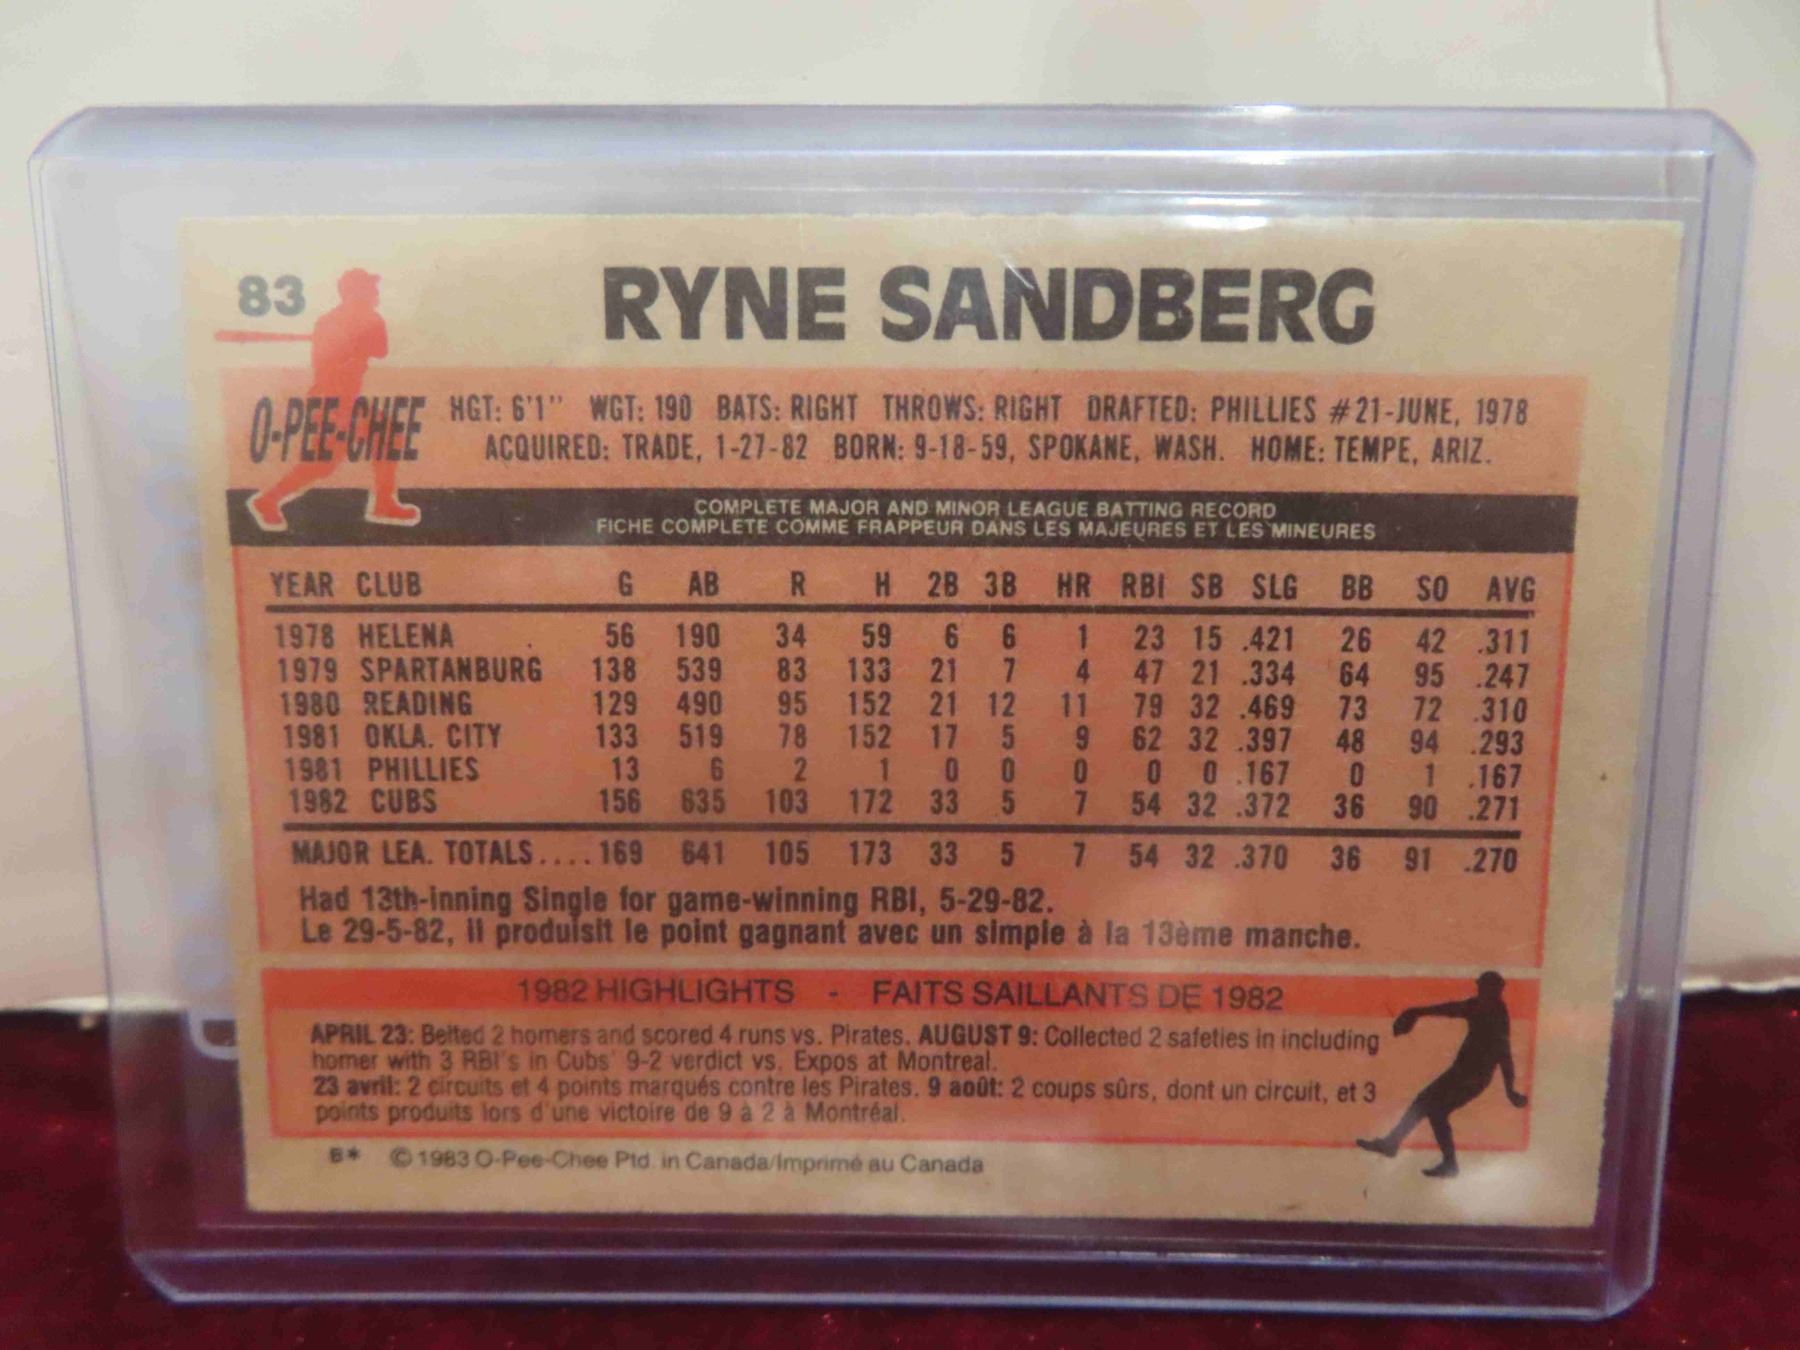 83
RYNE SANDBERG
O-PEE-CHEE
HGT: 6'1" WGT: 190 BATS: RIGHT THROWS: RIGHT DRAFTED: PHILLIES #21-JUNE, 1978
ACQUIRED: TRADE, 1-27-82 BORN: 9-18-59, SPOKANE, WASH. HOME: TEMPE, ARIZ.
COMPLETE MAJOR AND MINOR LEAGUE BATTING RECORD
FICHE COMPLETE COMME FRAPPEUR DANS LES MAJEURES ET LES MINEURES
YEAR CLUB G AB R H 2B 3B HR RBI SB SLG BB SO AVG
1978 HELENA 56 190 34 59 6 6 1 23 15 .421 26 42 .311
1979 SPARTANBURG 138 539 83 133 21 7 4 47 21 .334 64 95 .247
1980 READING 129 490 95 152 21 12 11 79 32 .469 73 72 .310
1981 OKLA. CITY 133 519 78 152 17 5 9 62 32 .397 48 94 .293
1981 PHILLIES 13 6 2 1 0 0 0 0 0 .167 0 1 .167
1982 CUBS 156 635 103 172 33 5 7 54 32 .372 36 90 .271
MAJOR LEA. TOTALS.... 169 641 105 173 33 5 7 54 32 .370 36 91 .270
Had 13th-inning Single for game-winning RBI, 5-29-82.
Le 29-5-82, il produisit le point gagnant avec un simple à la 13ème manche.
1982 HIGHLIGHTS - FAITS SAILLANTS DE 1982
APRIL 23: Belted 2 homers and scored 4 runs vs. Pirates. AUGUST 9: Collected 2 safeties in including
homer with 3 RBI's in Cubs' 9-2 verdict vs. Expos at Montreal.
23 avril: 2 circuits et 4 points marqués contre les Pirates. 9 août: 2 coups sûrs, dont un circuit, et 3
points produits lors d'une victoire de 9 à 2 à Montréal.
B* © 1983 O-Pee-Chee Ptd. in Canada/Imprimé au Canada